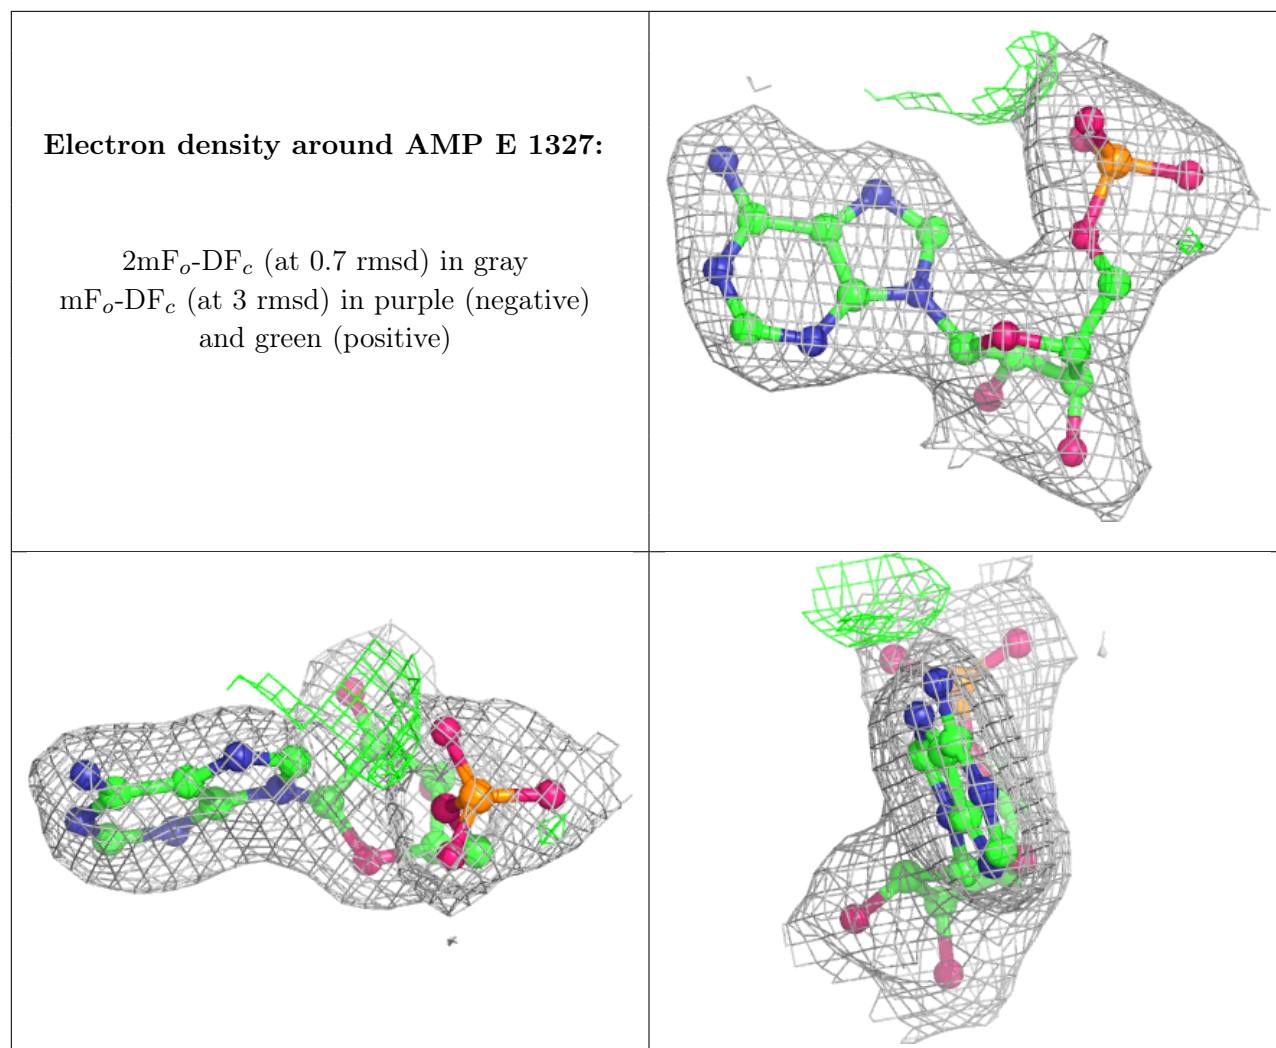 Electron density around AMP E 1327:
2mFₒ-DF𝒸 (at 0.7 rmsd) in gray
mFₒ-DF𝒸 (at 3 rmsd) in purple (negative)
and green (positive)